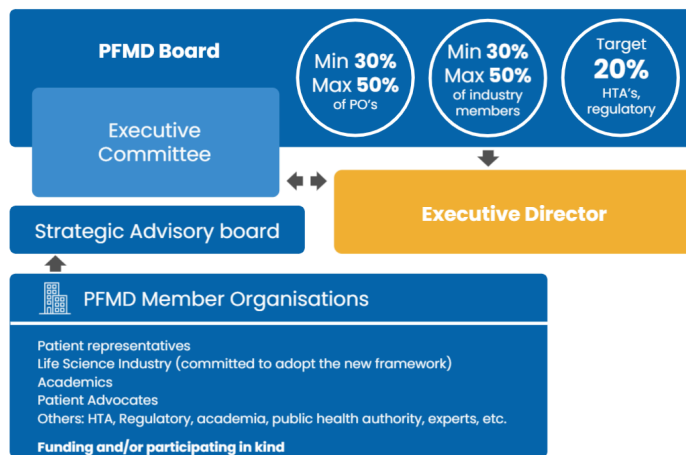 PFMD Board
Min 30%
Max 50%
of PO's
Min 30%
Max 50%
of industry
members
Target
20%
HTA's,
regulatory
Executive
Committee
Executive Director
Strategic Advisory board
PFMD Member Organisations
Patient representatives
Life Science Industry (committed to adopt the new framework)
Academics
Patient Advocates
Others: HTA, Regulatory, academia, public health authority, experts, etc.
Funding and/or participating in kind